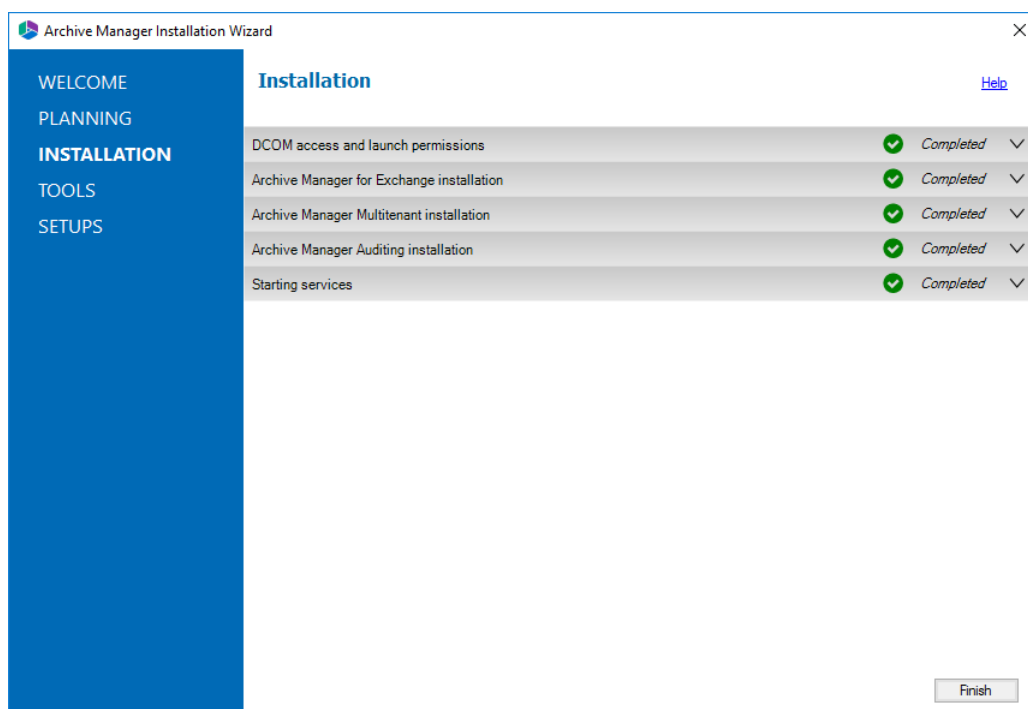 Archive Manager Installation Wizard
WELCOME
PLANNING
INSTALLATION
TOOLS
SETUPS
Installation
Help
DCOM access and launch permissions Completed
Archive Manager for Exchange installation Completed
Archive Manager Multitenant installation Completed
Archive Manager Auditing installation Completed
Starting services Completed
Finish